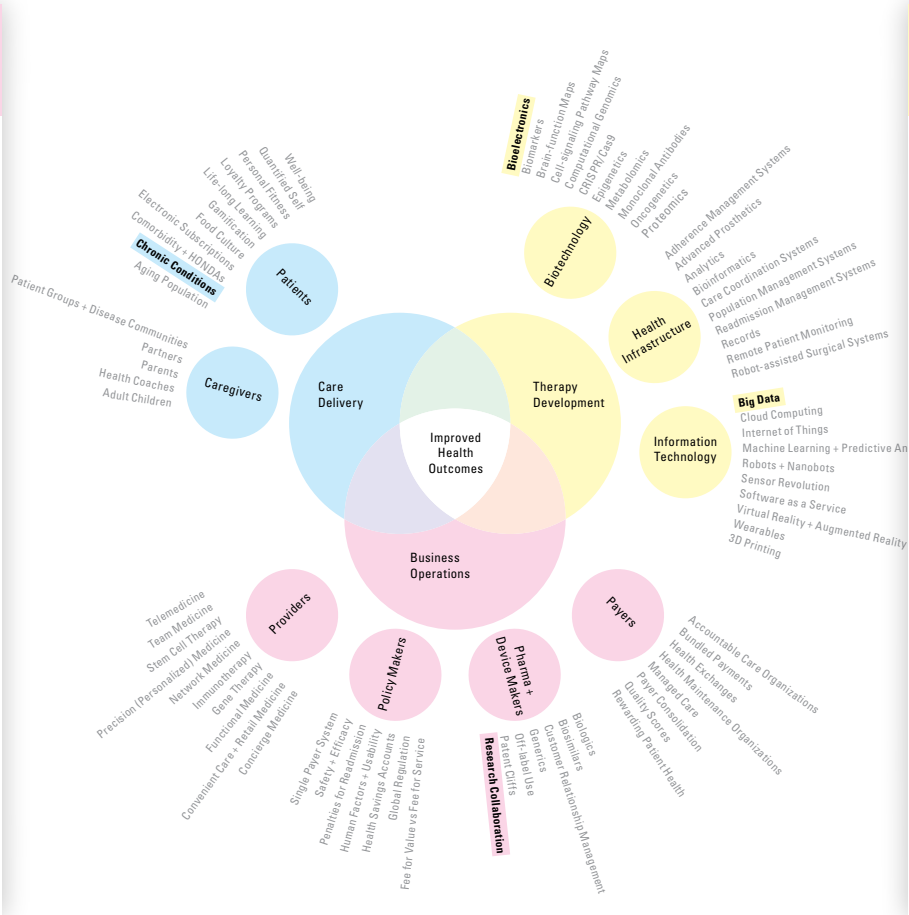 Bioelectronics
Biomarkers
Brain-function Maps
Cell-signaling Pathway Maps
Computational Genomics
CRISPR/Cas9
Epigenetics
Metabolomics
Monoclonal Antibodies
Oncogenetics
Proteomics
Biotechnology
Adherence Management Systems
Advanced Prosthetics
Analytics
Bioinformatics
Care Coordination Systems
Population Management Systems
Readmission Management Systems
Records
Remote Patient Monitoring
Robot-assisted Surgical Systems
Health
Infrastructure
Big Data
Cloud Computing
Internet of Things
Machine Learning + Predictive An
Robots + Nanobots
Sensor Revolution
Software as a Service
Virtual Reality + Augmented Reality
Wearables
3D Printing
Information
Technology
Well-being
Quantified Self
Personal Fitness
Loyalty Programs
Life-long Learning
Gamification
Food Culture
Electronic Subscriptions
Comorbidity + HONDAs
Chronic Conditions
Aging Population
Patients
Patient Groups + Disease Communities
Partners
Parents
Health Coaches
Adult Children
Caregivers
Care
Delivery
Therapy
Development
Improved
Health
Outcomes
Business
Operations
Providers
Telemedicine
Team Medicine
Stem Cell Therapy
Precision (Personalized) Medicine
Network Medicine
Immunotherapy
Gene Therapy
Functional Medicine
Convenient Care + Retail Medicine
Concierge Medicine
Policy Makers
Single Payer System
Safety + Efficacy
Penalties for Readmission
Human Factors + Usability
Health Savings Accounts
Global Regulation
Fee for Value vs Fee for Service
Pharma +
Device Makers
Research Collaboration
Patent Cliffs
Off-label Use
Generics
Customer Relationship Management
Biosimilars
Biologics
Payers
Accountable Care Organizations
Bundled Payments
Health Exchanges
Health Maintenance Organizations
Managed Care
Payer Consolidation
Quality Scores
Rewarding Patient Health